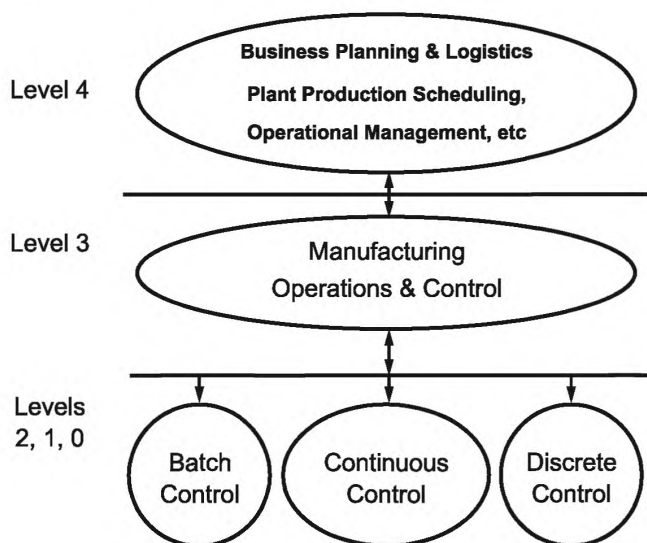 Level 4
Business Planning & Logistics
Plant Production Scheduling,
Operational Management, etc
Level 3
Manufacturing
Operations & Control
Levels
2, 1, 0
Batch
Control
Continuous
Control
Discrete
Control